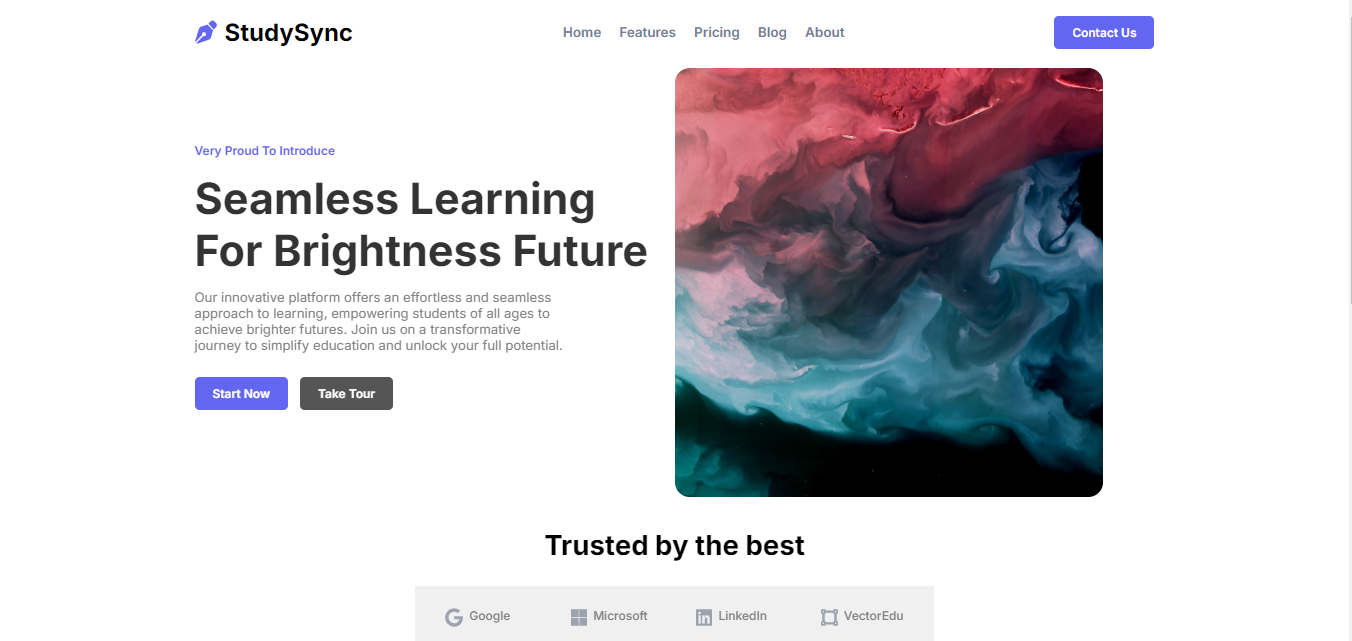 StudySync
Home Features Pricing Blog About
Contact Us
Very Proud To Introduce
Seamless Learning
For Brightness Future
Our innovative platform offers an effortless and seamless
approach to learning, empowering students of all ages to
achieve brighter futures. Join us on a transformative
journey to simplify education and unlock your full potential.
Start Now Take Tour
Trusted by the best
Google Microsoft LinkedIn VectorEdu